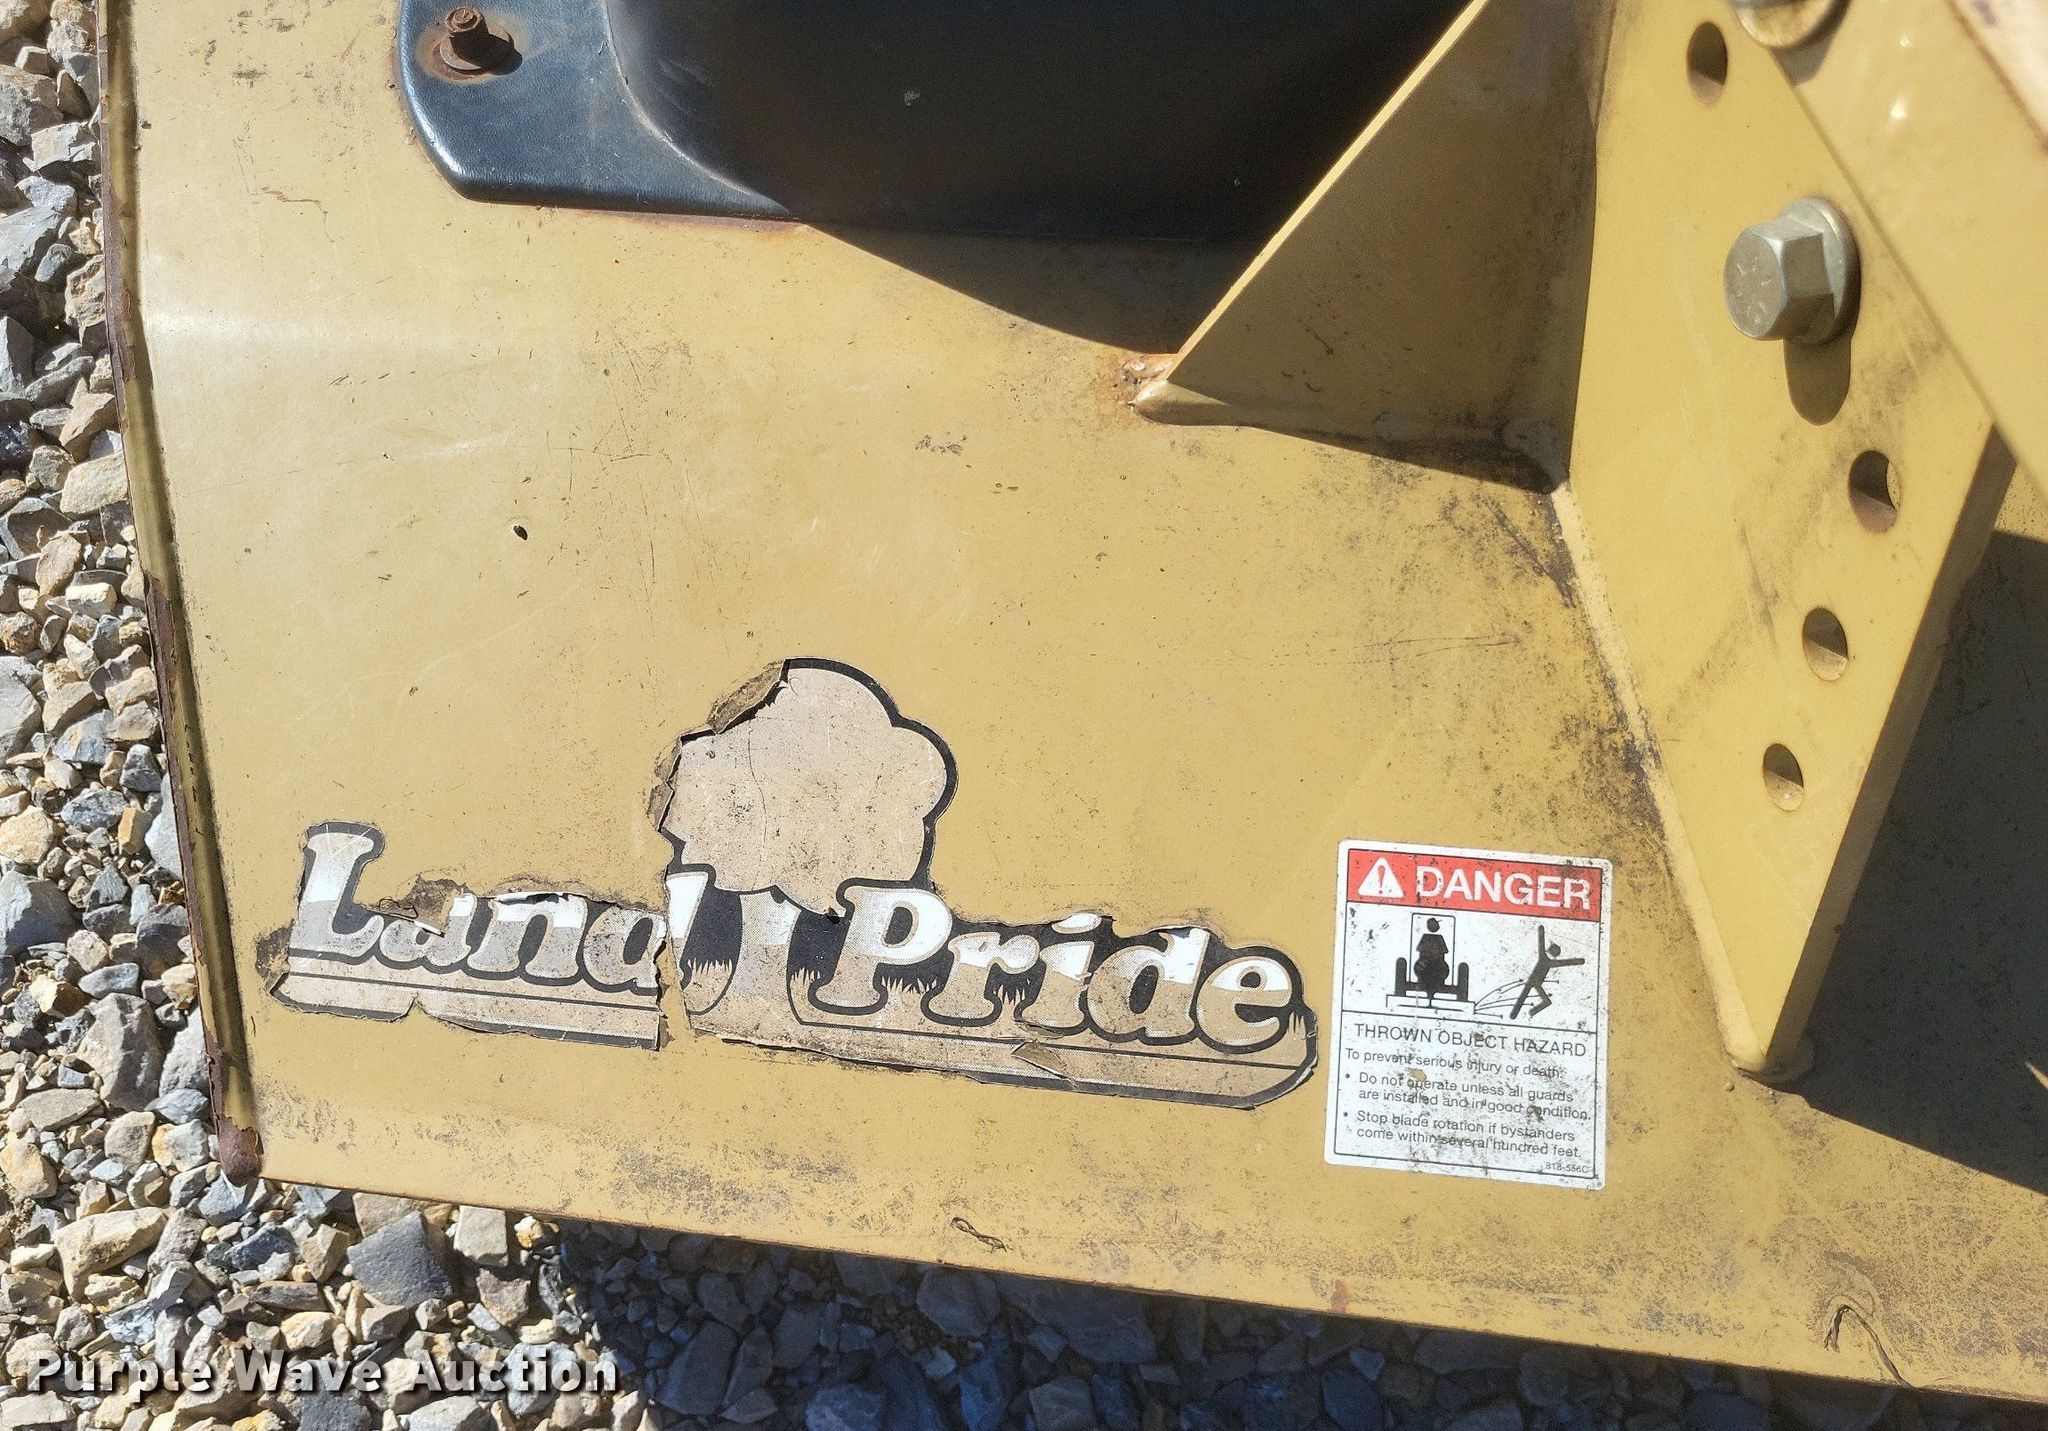 Land Pride
DANGER
THROWN OBJECT HAZARD
To prevent serious injury or death:
• Do not operate unless all guards
are installed and in good condition.
• Stop blade rotation if bystanders
come within several hundred feet.
818-556C
Purple Wave Auction